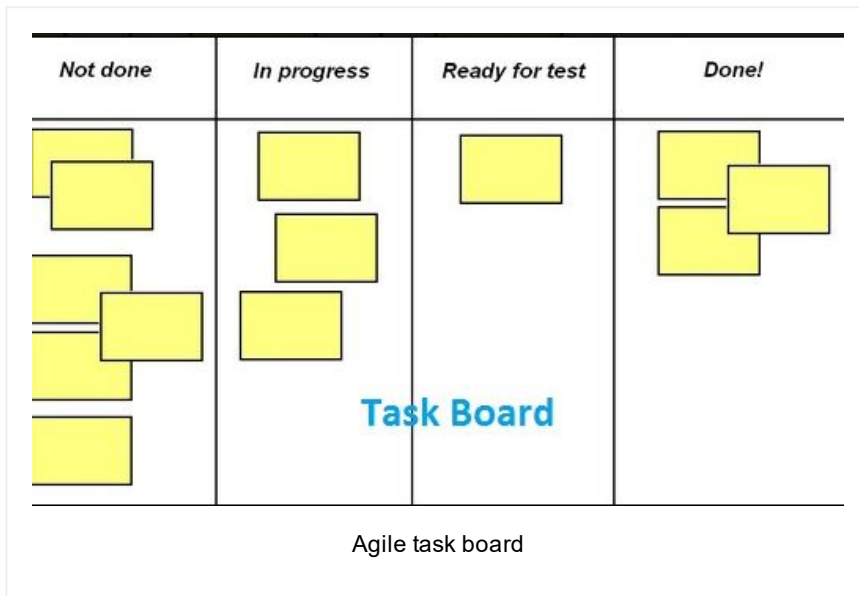 Not done
In progress
Ready for test
Done!
Task Board
Agile task board